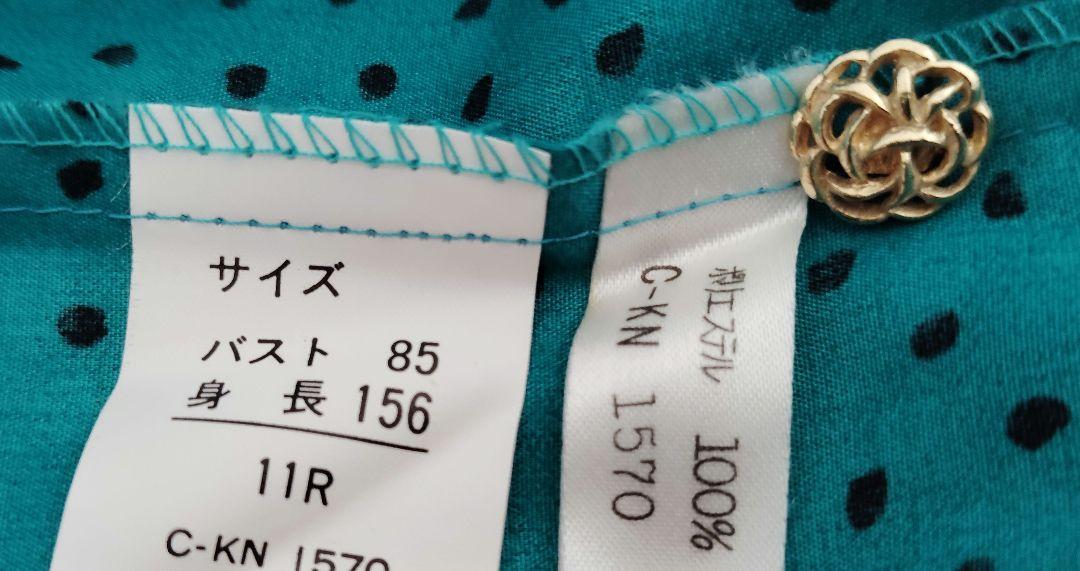 サイズ
バスト 85
身 長 156
11R
C-KN 1570
ポリエステル 100%
C-KN 1570